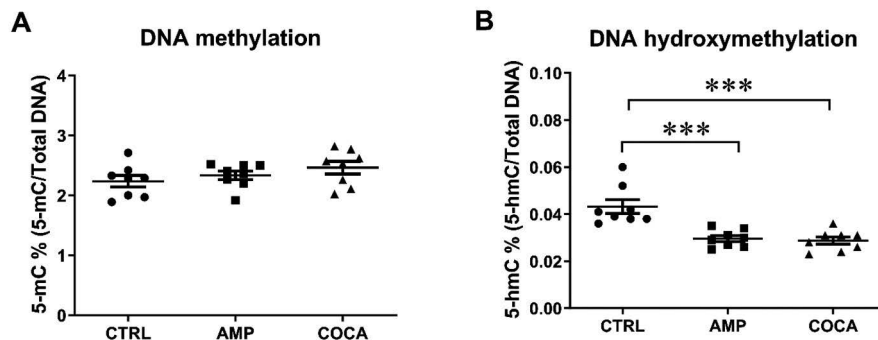 A
DNA methylation
5-mC % (5-mC/Total DNA)
4
3
2
1
0
CTRL
AMP
COCA
B
DNA hydroxymethylation
5-hmC % (5-hmC/Total DNA)
0.10
0.08
0.06
0.04
0.02
0.00
***
***
CTRL
AMP
COCA